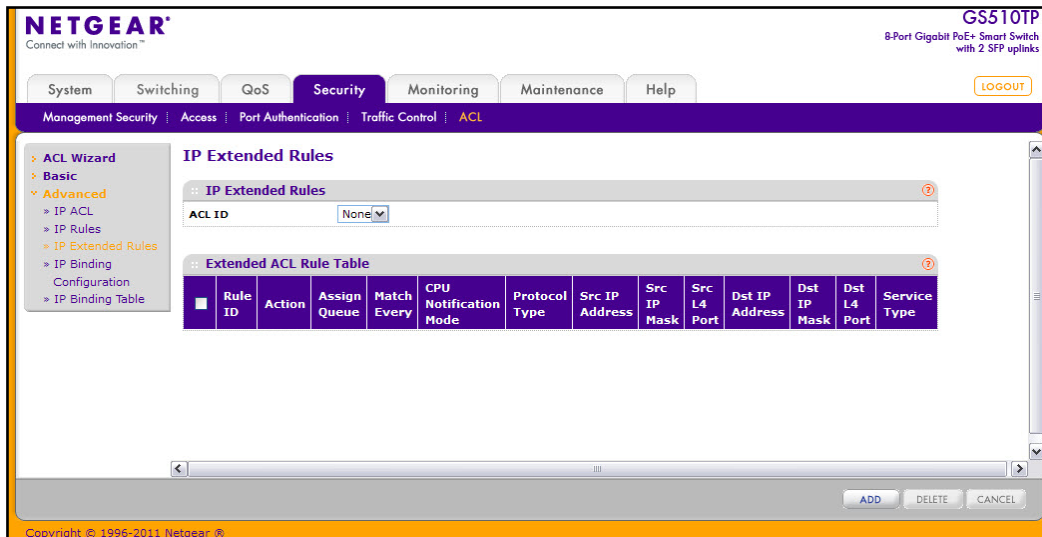 NETGEAR®
Connect with Innovation™
GS510TP
8-Port Gigabit PoE+ Smart Switch
with 2 SFP uplinks
System Switching QoS Security Monitoring Maintenance Help
LOGOUT
Management Security Access Port Authentication Traffic Control ACL
ACL Wizard
Basic
Advanced
» IP ACL
» IP Rules
» IP Extended Rules
» IP Binding
Configuration
» IP Binding Table
IP Extended Rules
IP Extended Rules
ACL ID None
Extended ACL Rule Table
Rule ID
Action
Assign Queue
Match Every
CPU Notification Mode
Protocol Type
Src IP Address
Src IP Mask
Src L4 Port
Dst IP Address
Dst IP Mask
Dst L4 Port
Service Type
ADD DELETE CANCEL
Copyright © 1996-2011 Netgear ®